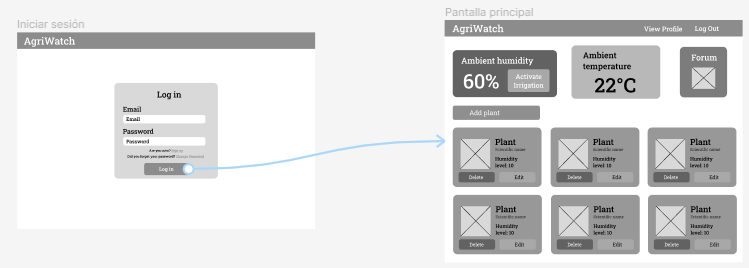 Iniciar sesión
AgriWatch
Log in
Email
Email
Password
Password
Are you new? Sign up
Did you forget your password? Change Password
Log in
Pantalla principal
AgriWatch
View Profile
Log Out
Ambient humidity
60%
Activate
Irrigation
Ambient
temperature
22°C
Forum
Add plant
Plant
Scientific name
Humidity
level: 10
Delete
Edit
Plant
Scientific name
Humidity
level: 10
Delete
Edit
Plant
Scientific name
Humidity
level: 10
Delete
Edit
Plant
Scientific name
Humidity
level: 10
Delete
Edit
Plant
Scientific name
Humidity
level: 10
Delete
Edit
Plant
Scientific name
Humidity
level: 10
Delete
Edit